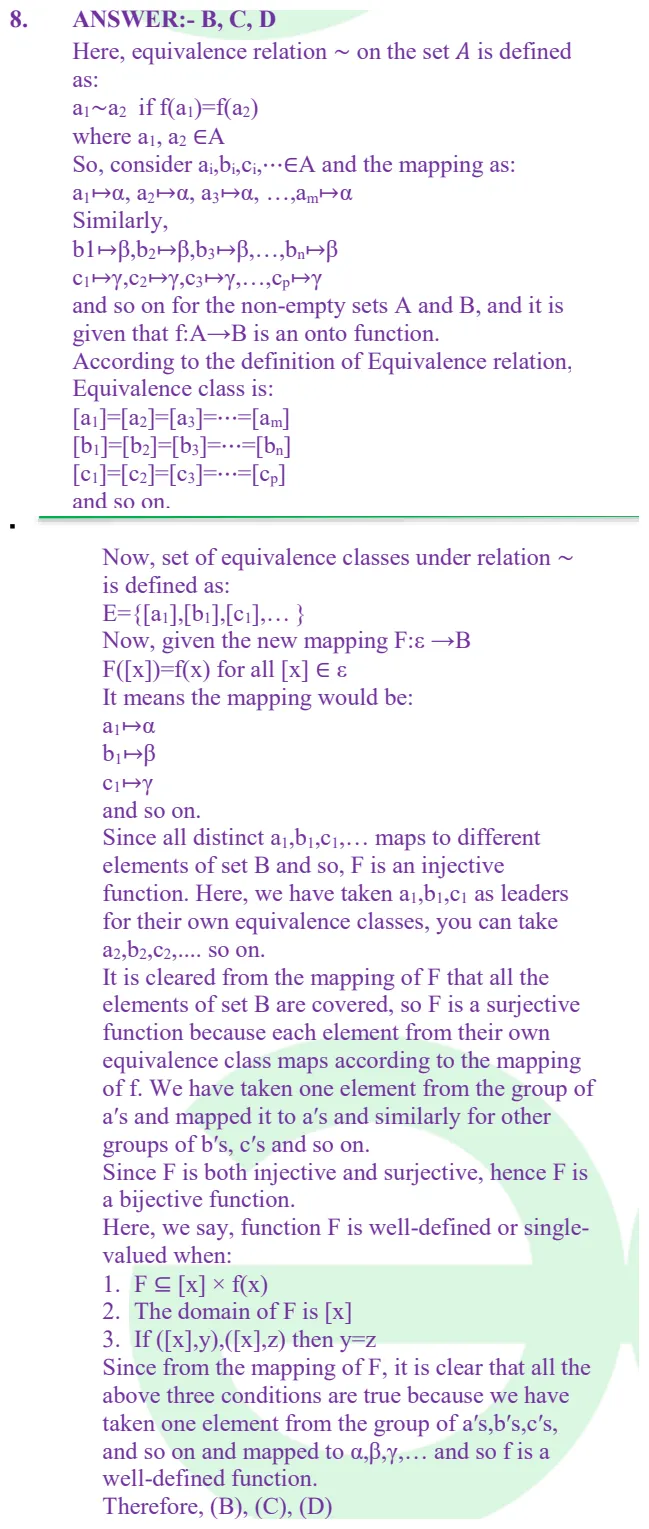 8. ANSWER:- B, C, D
Here, equivalence relation ∼ on the set 𝐴 is defined
as:
a₁∼a₂ if f(a₁)=f(a₂)
where a₁, a₂ ∈A
So, consider aᵢ,bᵢ,cᵢ,⋯∈A and the mapping as:
a₁↦α, a₂↦α, a₃↦α, …,aₘ↦α
Similarly,
b1↦β,b₂↦β,b₃↦β,…,bₙ↦β
c₁↦γ,c₂↦γ,c₃↦γ,…,cₚ↦γ
and so on for the non-empty sets A and B, and it is
given that f:A→B is an onto function.
According to the definition of Equivalence relation,
Equivalence class is:
[a₁]=[a₂]=[a₃]=⋯=[aₘ]
[b₁]=[b₂]=[b₃]=⋯=[bₙ]
[c₁]=[c₂]=[c₃]=⋯=[cₚ]
and so on.
Now, set of equivalence classes under relation ∼
is defined as:
E={[a₁],[b₁],[c₁],… }
Now, given the new mapping F:ε →B
F([x])=f(x) for all [x] ∈ ε
It means the mapping would be:
a₁↦α
b₁↦β
c₁↦γ
and so on.
Since all distinct a₁,b₁,c₁,… maps to different
elements of set B and so, F is an injective
function. Here, we have taken a₁,b₁,c₁ as leaders
for their own equivalence classes, you can take
a₂,b₂,c₂,.... so on.
It is cleared from the mapping of F that all the
elements of set B are covered, so F is a surjective
function because each element from their own
equivalence class maps according to the mapping
of f. We have taken one element from the group of
a′s and mapped it to a′s and similarly for other
groups of b′s, c′s and so on.
Since F is both injective and surjective, hence F is
a bijective function.
Here, we say, function F is well-defined or single-
valued when:
1. F ⊆ [x] × f(x)
2. The domain of F is [x]
3. If ([x],y),([x],z) then y=z
Since from the mapping of F, it is clear that all the
above three conditions are true because we have
taken one element from the group of a′s,b′s,c′s,
and so on and mapped to α,β,γ,… and so f is a
well-defined function.
Therefore, (B), (C), (D)